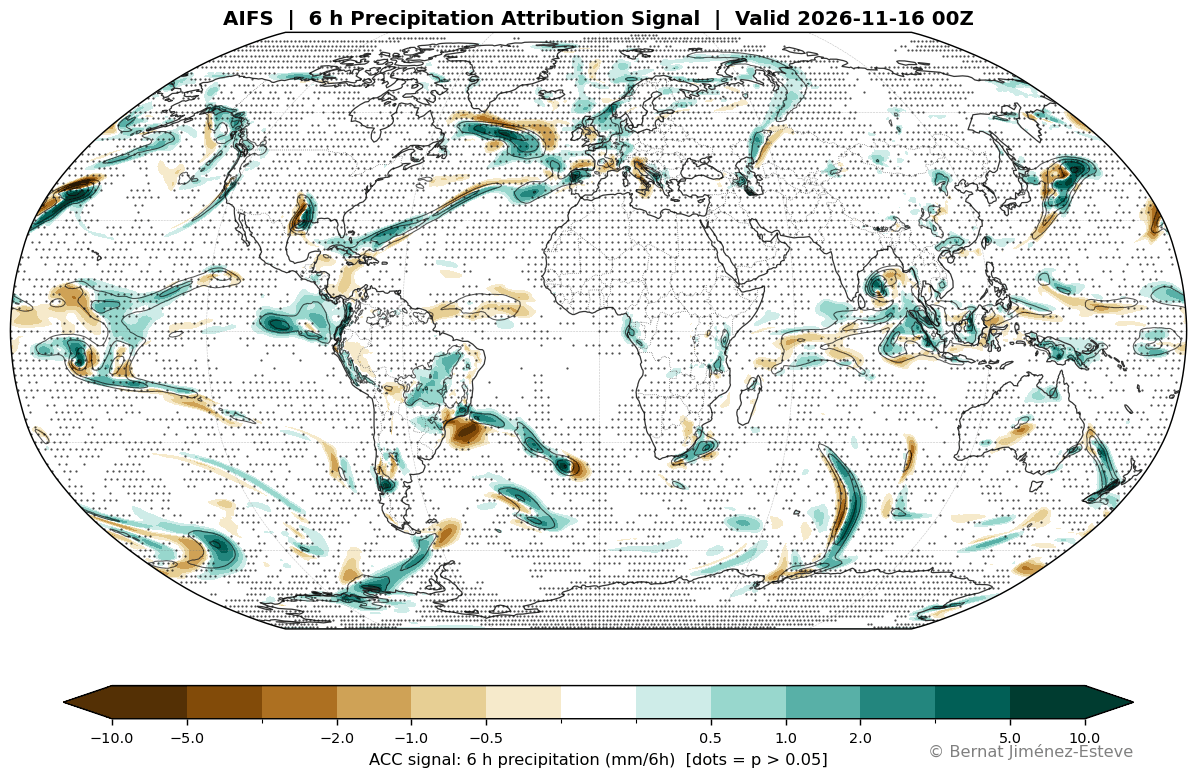 AIFS | 6 h Precipitation Attribution Signal | Valid 2026-11-16 00Z
−10.0 −5.0 −2.0 −1.0 −0.5 0.5 1.0 2.0 5.0 10.0
ACC signal: 6 h precipitation (mm/6h) [dots = p > 0.05]
© Bernat Jiménez-Esteve